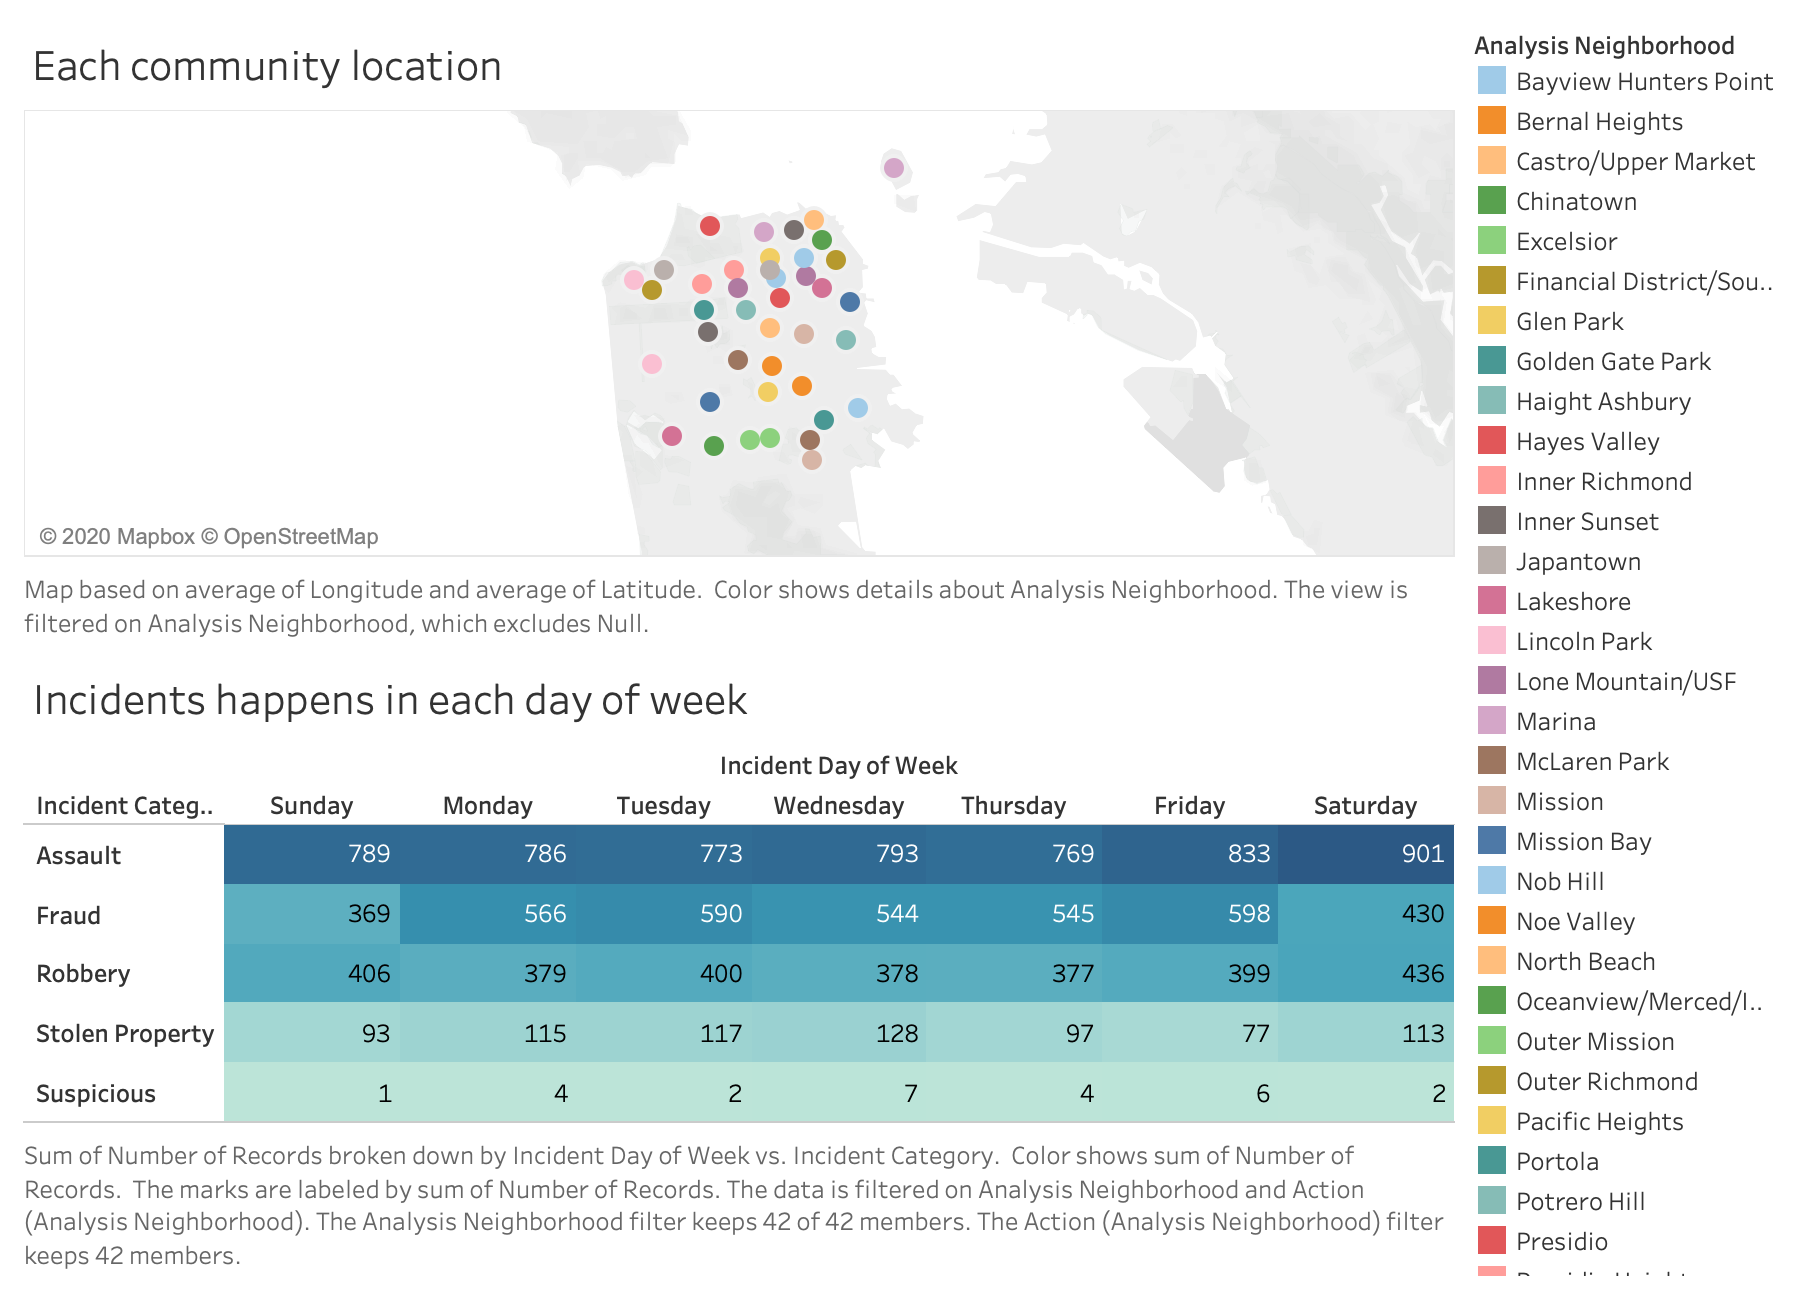 Each community location
© 2020 Mapbox © OpenStreetMap
Map based on average of Longitude and average of Latitude.  Color shows details about Analysis Neighborhood. The view is
filtered on Analysis Neighborhood, which excludes Null.
Incidents happens in each day of week
Incident Day of Week
Incident Categ.. Sunday Monday Tuesday Wednesday Thursday Friday Saturday
Assault 789 786 773 793 769 833 901
Fraud 369 566 590 544 545 598 430
Robbery 406 379 400 378 377 399 436
Stolen Property 93 115 117 128 97 77 113
Suspicious 1 4 2 7 4 6 2
Sum of Number of Records broken down by Incident Day of Week vs. Incident Category.  Color shows sum of Number of
Records.  The marks are labeled by sum of Number of Records. The data is filtered on Analysis Neighborhood and Action
(Analysis Neighborhood). The Analysis Neighborhood filter keeps 42 of 42 members. The Action (Analysis Neighborhood) filter
keeps 42 members.
Analysis Neighborhood
Bayview Hunters Point
Bernal Heights
Castro/Upper Market
Chinatown
Excelsior
Financial District/Sou..
Glen Park
Golden Gate Park
Haight Ashbury
Hayes Valley
Inner Richmond
Inner Sunset
Japantown
Lakeshore
Lincoln Park
Lone Mountain/USF
Marina
McLaren Park
Mission
Mission Bay
Nob Hill
Noe Valley
North Beach
Oceanview/Merced/I..
Outer Mission
Outer Richmond
Pacific Heights
Portola
Potrero Hill
Presidio